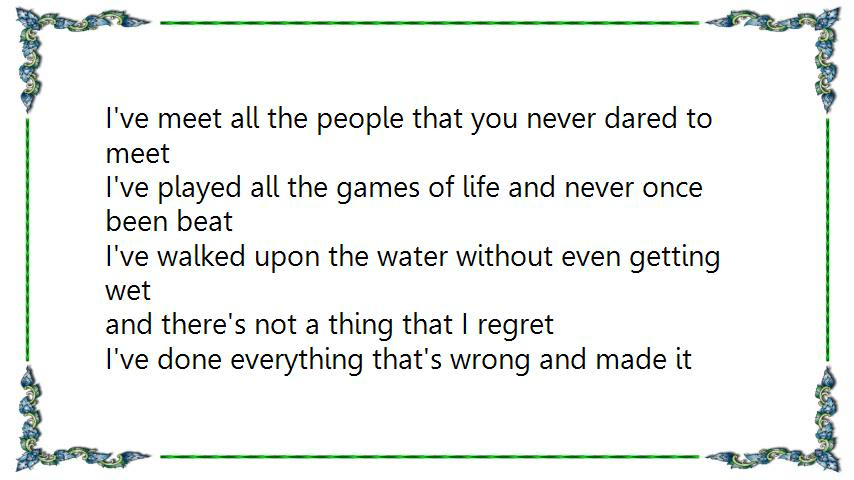 I've meet all the people that you never dared to
meet
I've played all the games of life and never once
been beat
I've walked upon the water without even getting
wet
and there's not a thing that I regret
I've done everything that's wrong and made it